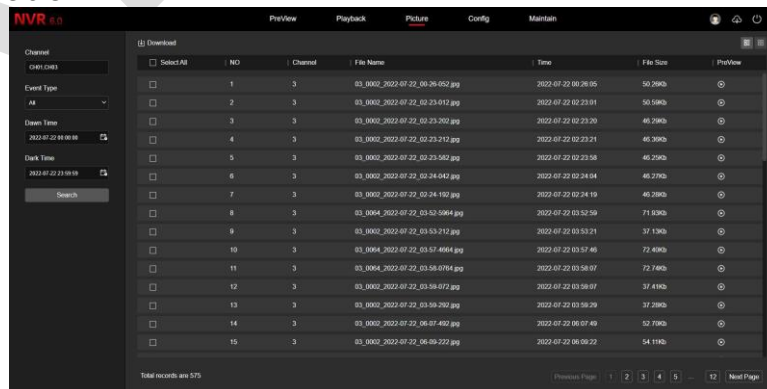 NVR 6.0
PreView Playback Picture Config Maintain
Download
Channel
CH01,CH03
Event Type
All
Dawn Time
2022-07-22 00:00:00
Dark Time
2022-07-22 23:59:59
Search
Select All NO Channel File Name Time File Size PreView
1 3 03_0002_2022-07-22_00-26-052.jpg 2022-07-22 00:26:05 50.26Kb
2 3 03_0002_2022-07-22_02-23-012.jpg 2022-07-22 02:23:01 50.59Kb
3 3 03_0002_2022-07-22_02-23-202.jpg 2022-07-22 02:23:20 46.29Kb
4 3 03_0002_2022-07-22_02-23-212.jpg 2022-07-22 02:23:21 46.36Kb
5 3 03_0002_2022-07-22_02-23-582.jpg 2022-07-22 02:23:58 46.25Kb
6 3 03_0002_2022-07-22_02-24-042.jpg 2022-07-22 02:24:04 46.27Kb
7 3 03_0002_2022-07-22_02-24-192.jpg 2022-07-22 02:24:19 46.28Kb
8 3 03_0064_2022-07-22_03-52-5964.jpg 2022-07-22 03:52:59 71.93Kb
9 3 03_0002_2022-07-22_03-53-212.jpg 2022-07-22 03:53:21 37.13Kb
10 3 03_0064_2022-07-22_03-57-4664.jpg 2022-07-22 03:57:46 72.40Kb
11 3 03_0064_2022-07-22_03-58-0764.jpg 2022-07-22 03:58:07 72.74Kb
12 3 03_0002_2022-07-22_03-59-072.jpg 2022-07-22 03:59:07 37.41Kb
13 3 03_0002_2022-07-22_03-59-292.jpg 2022-07-22 03:59:29 37.28Kb
14 3 03_0002_2022-07-22_06-07-492.jpg 2022-07-22 06:07:49 52.70Kb
15 3 03_0002_2022-07-22_06-09-222.jpg 2022-07-22 06:09:22 54.11Kb
Total records are 575
Previous Page 1 2 3 4 5 ... 12 Next Page